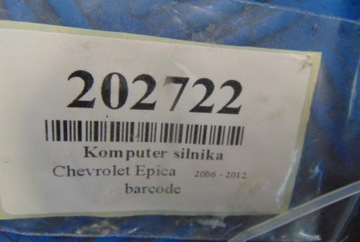 202722
Komputer silnika
Chevrolet Epica 2006 - 2012
barcode